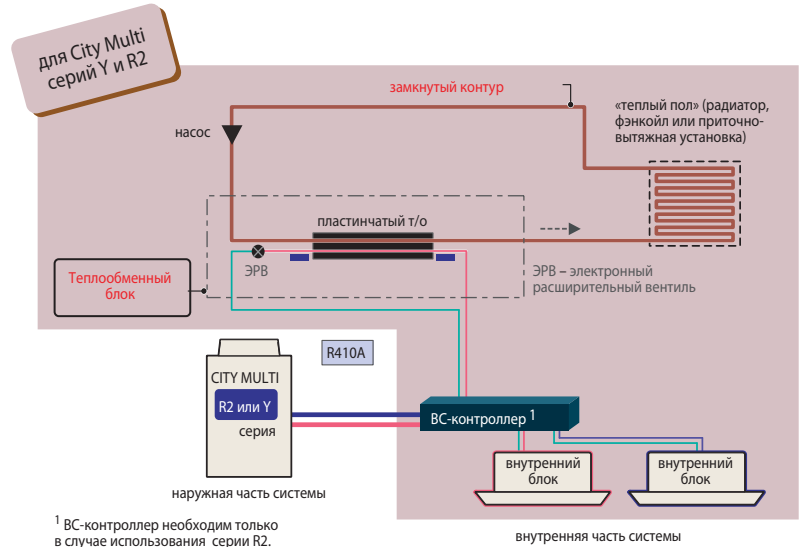 для City Multi
серий Y и R2
замкнутый контур
«теплый пол» (радиатор,
фэнкойл или приточно-
вытяжная установка)
насос
пластинчатый т/о
ЭРВ
ЭРВ – электронный
расширительный вентиль
Теплообменный
блок
R410A
CITY MULTI
R2 или Y
серия
BC-контроллер 1
внутренний
блок
внутренний
блок
наружная часть системы
1 BC-контроллер необходим только
в случае использования серии R2.
внутренняя часть системы